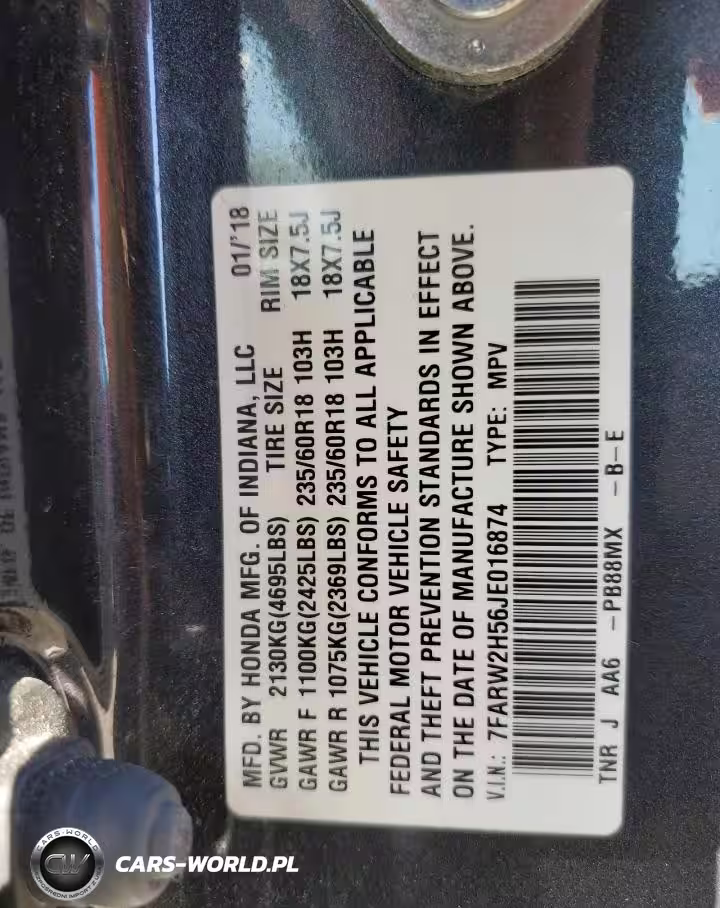 MFD. BY HONDA MFG. OF INDIANA, LLC 01/'18
GVWR 2130KG(4695LBS) TIRE SIZE RIM SIZE
GAWR F 1100KG(2425LBS) 235/60R18 103H 18X7.5J
GAWR R 1075KG(2369LBS) 235/60R18 103H 18X7.5J
THIS VEHICLE CONFORMS TO ALL APPLICABLE
FEDERAL MOTOR VEHICLE SAFETY
AND THEFT PREVENTION STANDARDS IN EFFECT
ON THE DATE OF MANUFACTURE SHOWN ABOVE.
V.I.N.: 7FARW2H56JE016874 TYPE: MPV
TNR J AA6 -PB88MX -B-E
CARS-WORLD
CW
CARS-WORLD.PL